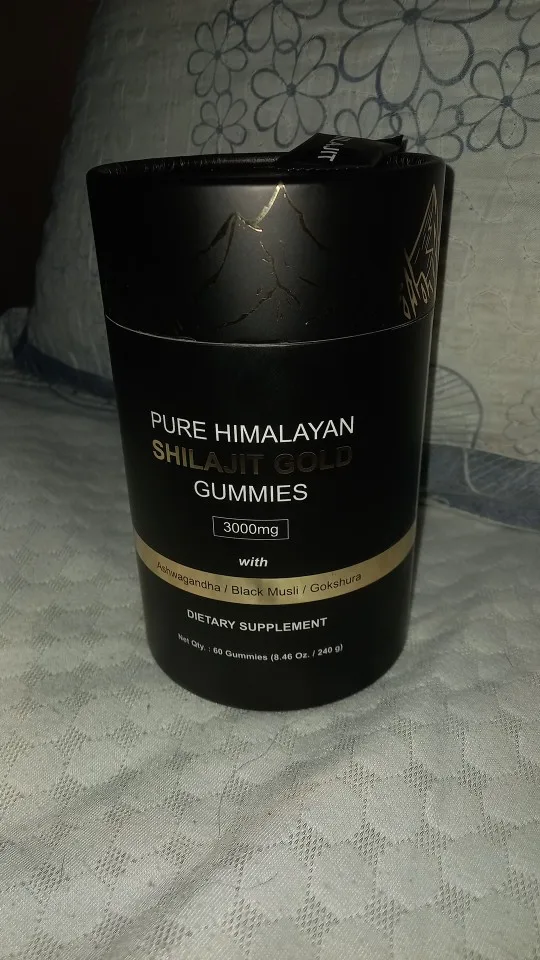 LAJIT
PURE HIMALAYAN
SHILAJIT GOLD
GUMMIES
3000mg
with
Ashwagandha / Black Musli / Gokshura
DIETARY SUPPLEMENT
Net Qty. : 60 Gummies (8.46 Oz. / 240 g)